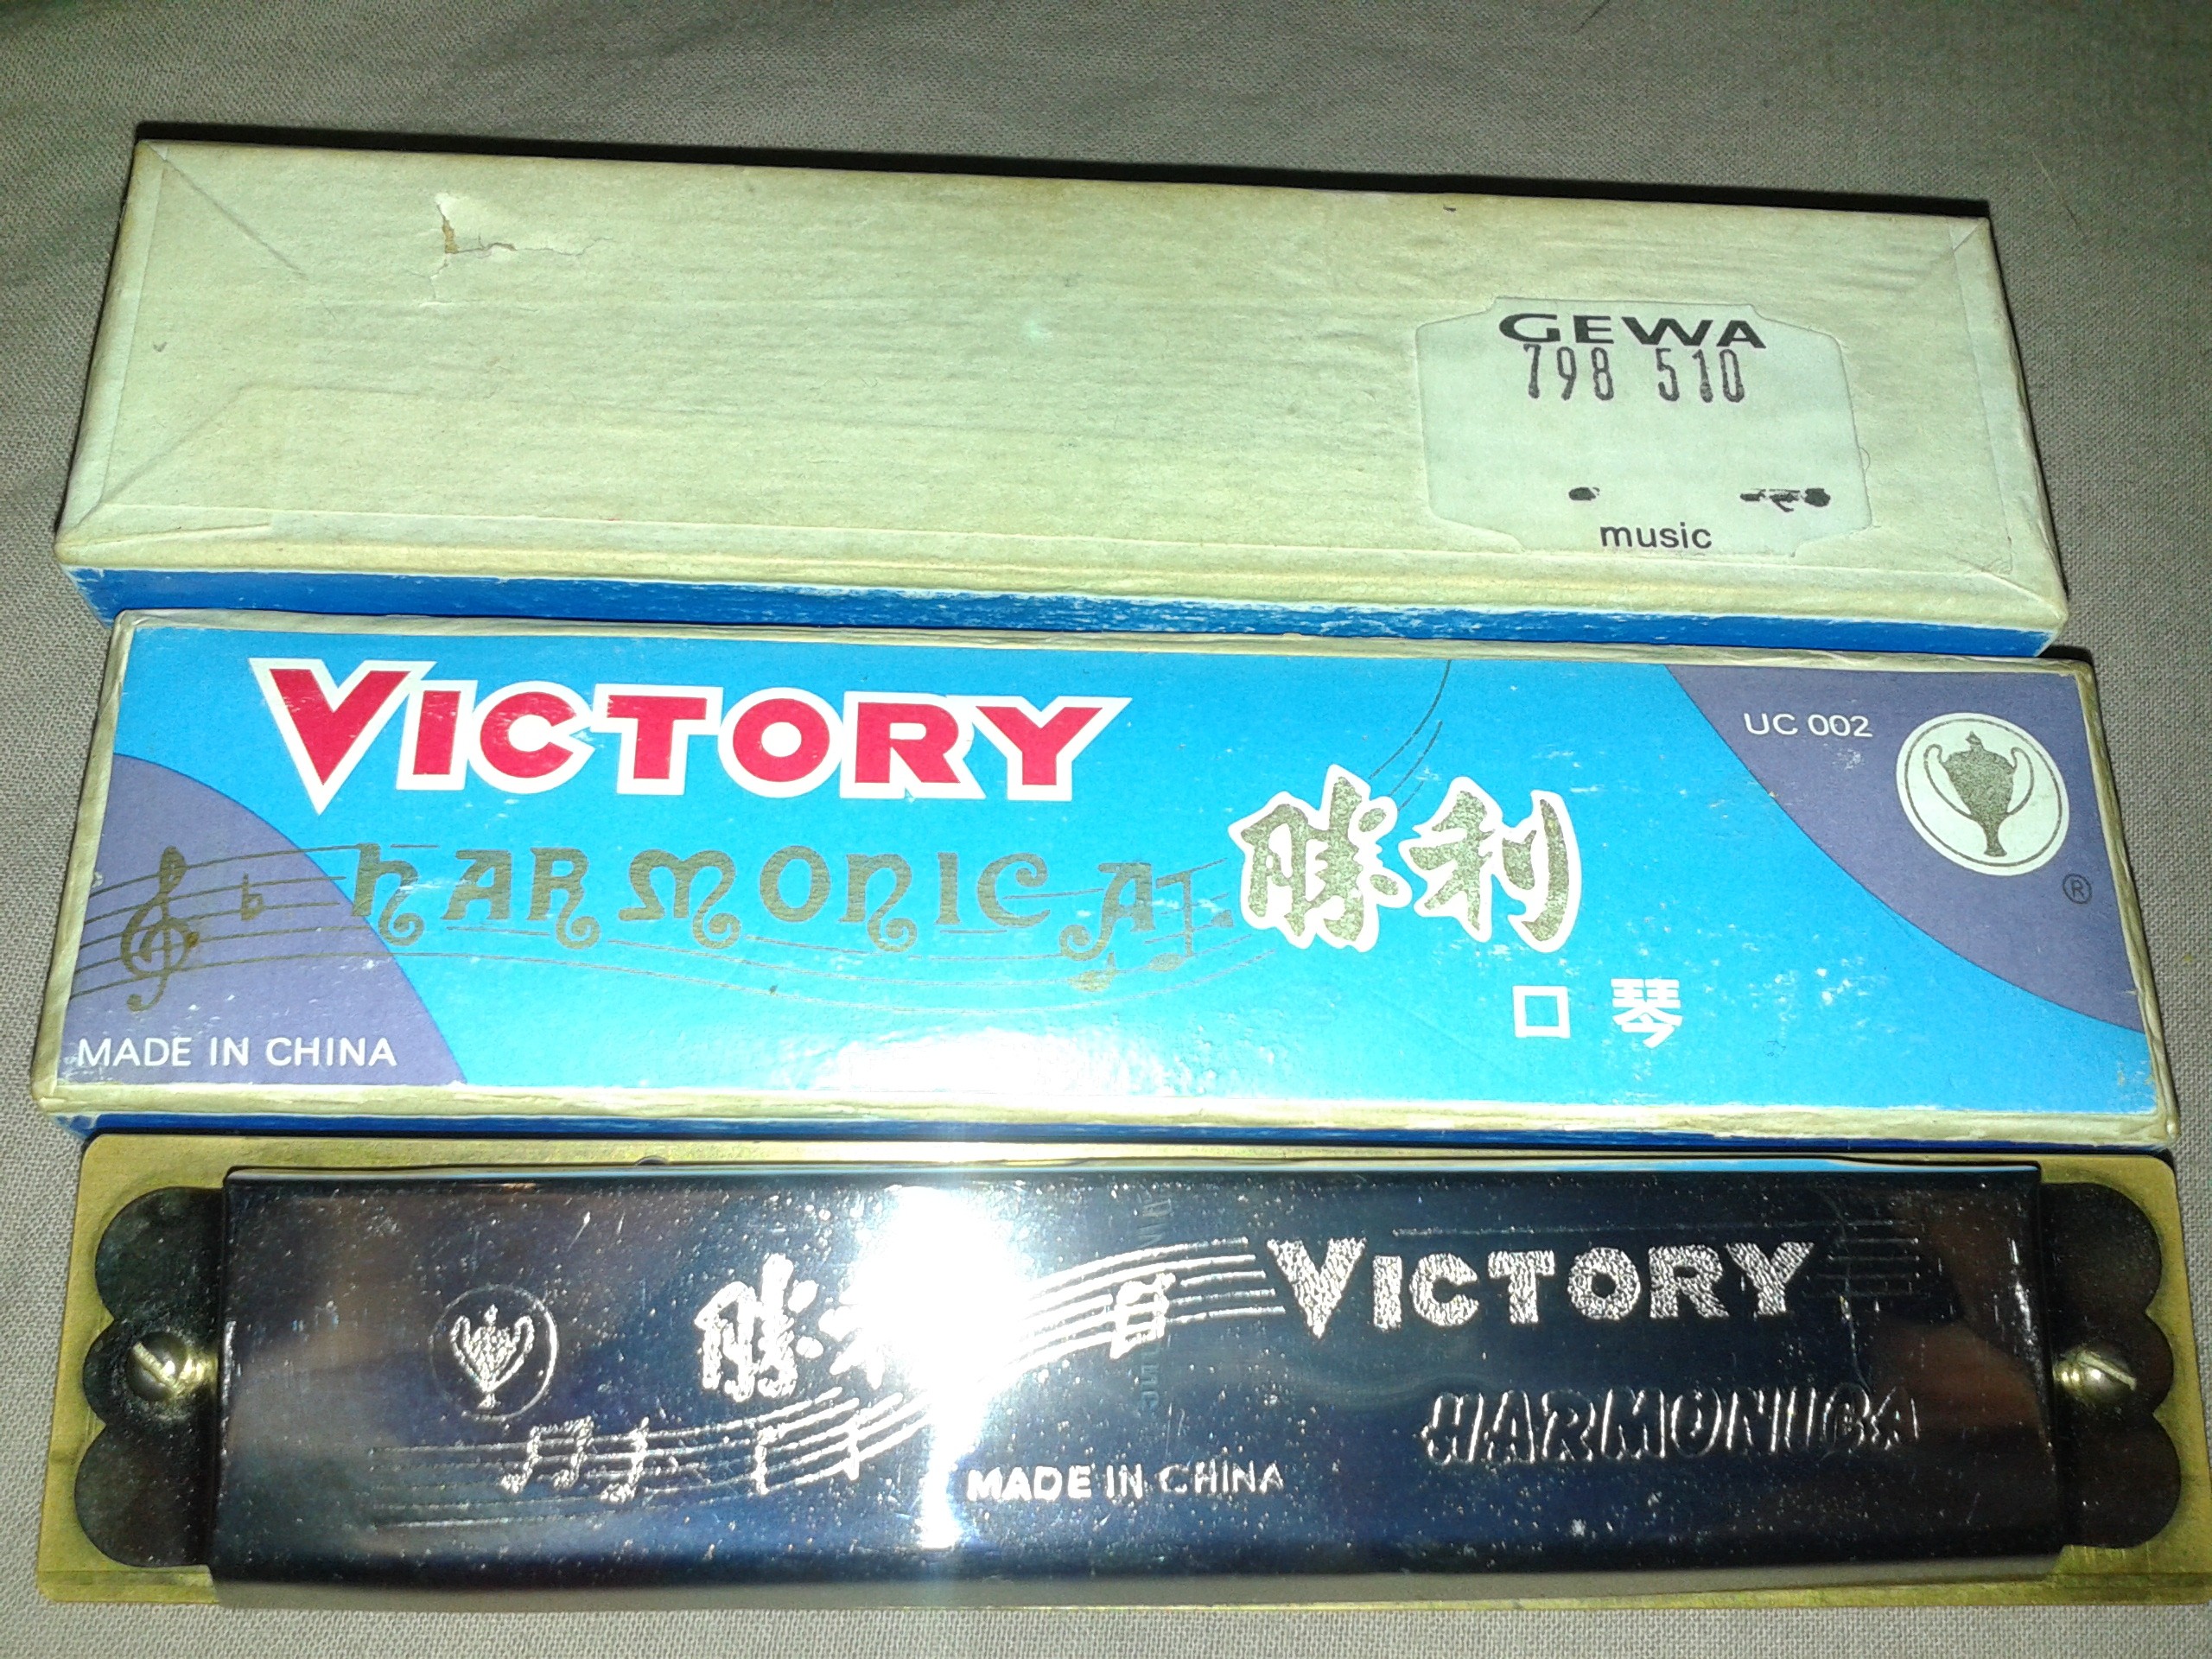 GEWA
798 510
music
VICTORY
UC 002
HARMONICA
勝利
®
口琴
MADE IN CHINA
勝
VICTORY
HARMONICA
MADE IN CHINA